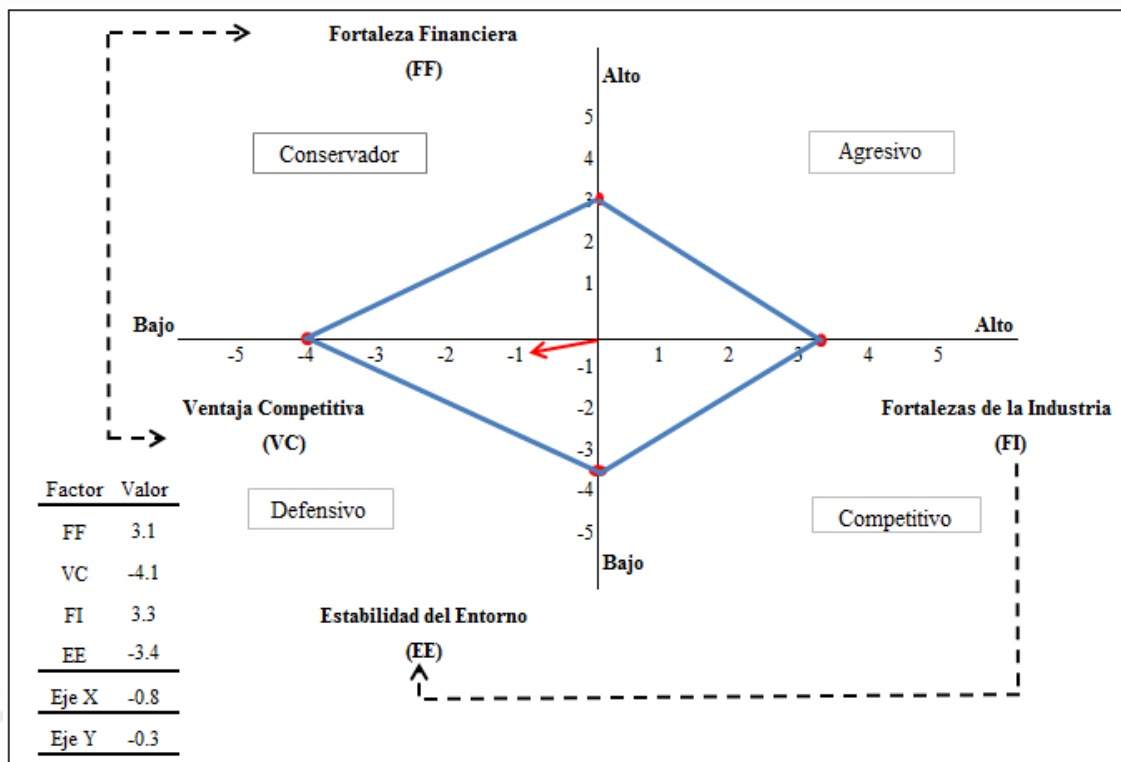 Fortaleza Financiera
(FF)
Alto
5
Conservador
Agresivo
4
3
2
1
Bajo
Alto
-5 -4 -3 -2 -1 1 2 3 4 5
-1
Ventaja Competitiva
(VC)
-2
Fortalezas de la Industria
(FI)
-3
Factor Valor
-4
Defensivo
Competitivo
FF 3.1
-5
Bajo
VC -4.1
FI 3.3
Estabilidad del Entorno
(EE)
EE -3.4
Eje X -0.8
Eje Y -0.3